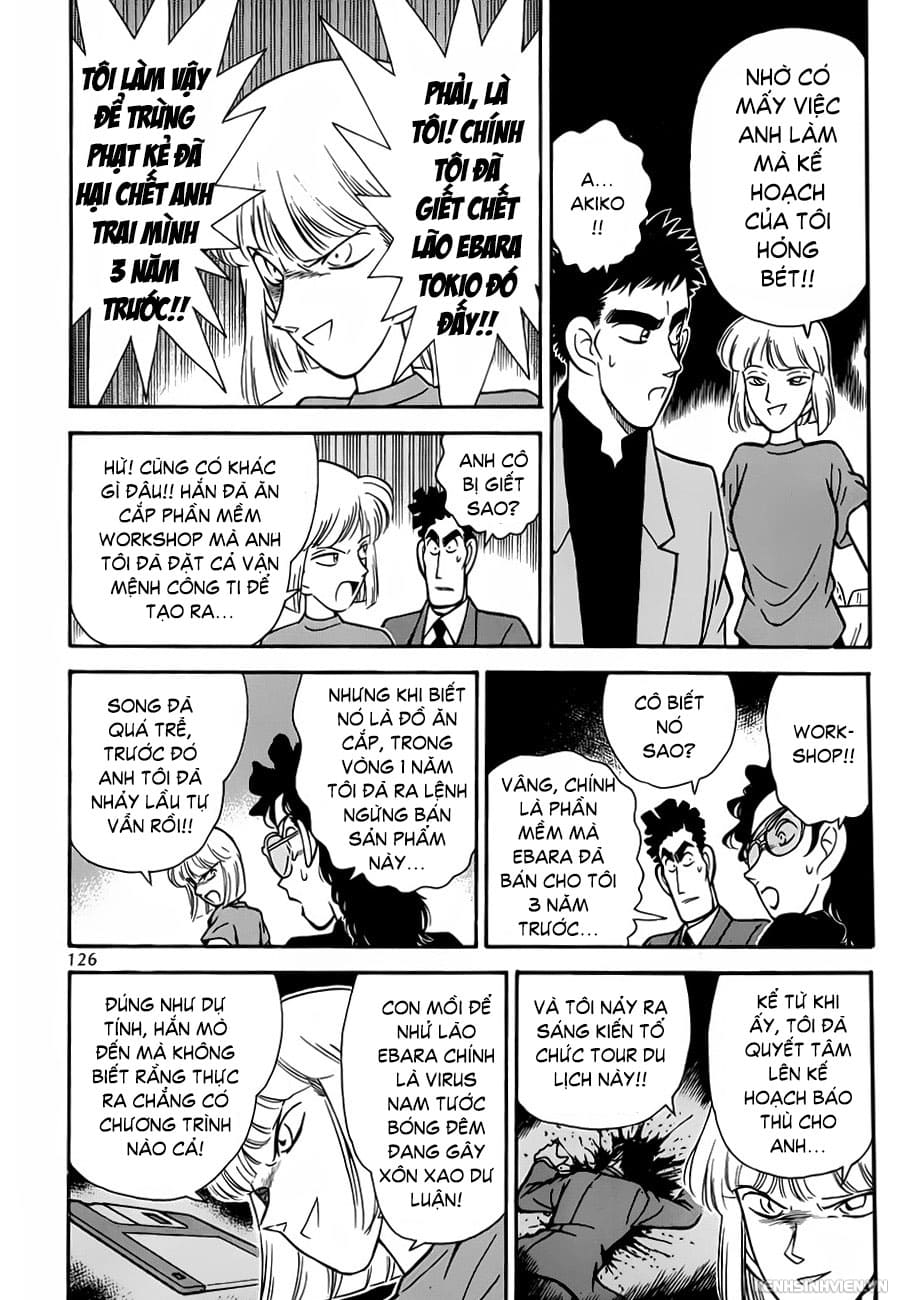 NHỜ CÓ
MẤY VIỆC
ANH LÀM
MÀ KẾ
HOẠCH
CỦA TÔI
HỎNG
BÉT!!
A...
AKIKO
!!
PHẢI, LÀ
TÔI! CHÍNH
TÔI ĐÃ
GIẾT CHẾT
LÃO EBARA
TOKIO ĐÓ
ĐẤY!!
TÔI LÀM VẬY
ĐỂ TRỪNG
PHẠT KẺ ĐÃ
HẠI CHẾT ANH
TRAI MÌNH
3 NĂM
TRƯỚC!!
ANH CÔ
BỊ GIẾT
SAO?
HỪ! CŨNG CÓ KHÁC
GÌ ĐÂU!! HẮN ĐÃ ĂN
CẮP PHẦN MỀM
WORKSHOP MÀ ANH
TÔI ĐÃ ĐẶT CẢ VẬN
MỆNH CÔNG TI ĐỂ
TẠO RA...
WORK-
SHOP!!
CÔ BIẾT
NÓ
SAO?
VÂNG, CHÍNH
LÀ PHẦN
MỀM MÀ
EBARA ĐÃ
BÁN CHO TÔI
3 NĂM
TRƯỚC...
NHƯNG KHI BIẾT
NÓ LÀ ĐỒ ĂN
CẮP, TRONG
VÒNG 1 NĂM
TÔI ĐÃ RA LỆNH
NGỪNG BÁN
SẢN PHẨM
NÀY...
SONG ĐÃ
QUÁ TRỄ,
TRƯỚC ĐÓ
ANH TÔI ĐÃ
NHẢY LẦU TỰ
VẪN RỒI!!
126
KỂ TỪ KHI
ẤY, TÔI ĐÃ
QUYẾT TÂM
LÊN KẾ
HOẠCH BÁO
THÙ CHO
ANH...
VÀ TÔI NẢY RA
SÁNG KIẾN TỔ
CHỨC TOUR DU
LỊCH NÀY!!
CON MỒI ĐỂ
NHỬ LÃO
EBARA CHÍNH
LÀ VIRUS
NAM TƯỚC
BÓNG ĐÊM
ĐANG GÂY
XÔN XAO DƯ
LUẬN!
ĐÚNG NHƯ DỰ
TÍNH, HẮN MÒ
ĐẾN MÀ KHÔNG
BIẾT RẰNG THỰC
RA CHẲNG CÓ
CHƯƠNG TRÌNH
NÀO CẢ!
KENHSINHVIEN.VN